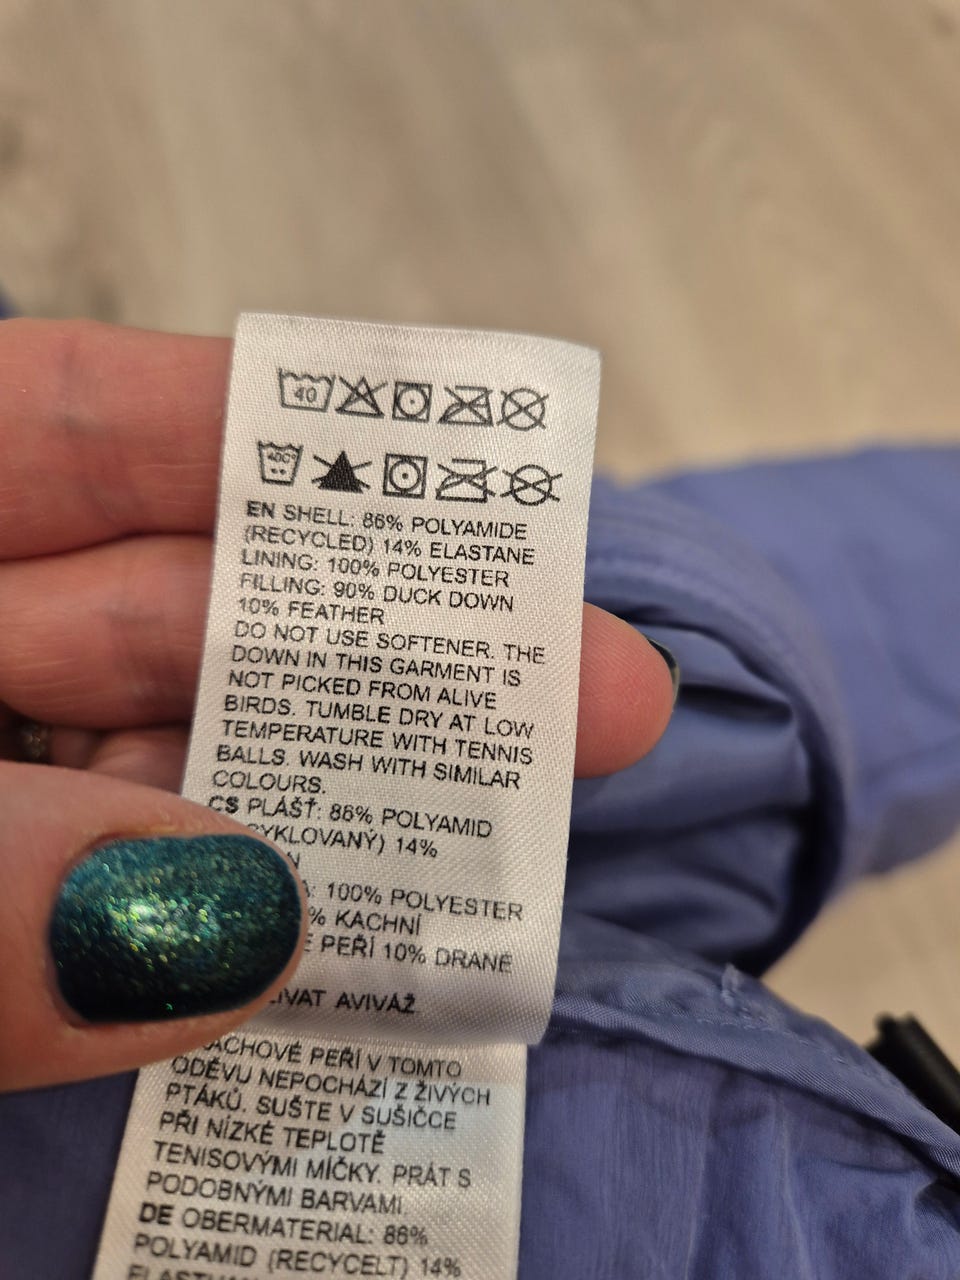 40
40C°
EN SHELL: 86% POLYAMIDE
(RECYCLED) 14% ELASTANE
LINING: 100% POLYESTER
FILLING: 90% DUCK DOWN
10% FEATHER
DO NOT USE SOFTENER. THE
DOWN IN THIS GARMENT IS
NOT PICKED FROM ALIVE
BIRDS. TUMBLE DRY AT LOW
TEMPERATURE WITH TENNIS
BALLS. WASH WITH SIMILAR
COLOURS.
CS PLÁŠŤ: 86% POLYAMID
14%
100% POLYESTER
KACHNÍ
PEŘÍ 10% DRANÉ
AVIVÁŽ
PEŘÍ V TOMTO
ODĚVU NEPOCHÁZÍ Z ŽIVÝCH
PTÁKŮ. SUŠTE V SUŠIČCE
PŘI NÍZKÉ TEPLOTĚ
TENISOVÝMI MÍČKY. PRÁT S
PODOBNÝMI BARVAMI.
DE OBERMATERIAL: 86%
POLYAMID (RECYCELT) 14%